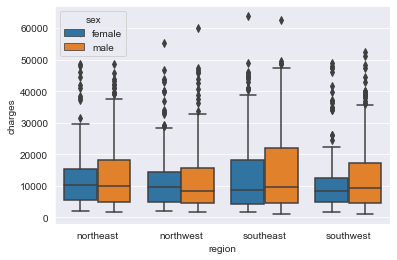 sex
female
male
60000
50000
40000
30000
20000
10000
0
charges
northeast northwest southeast southwest
region